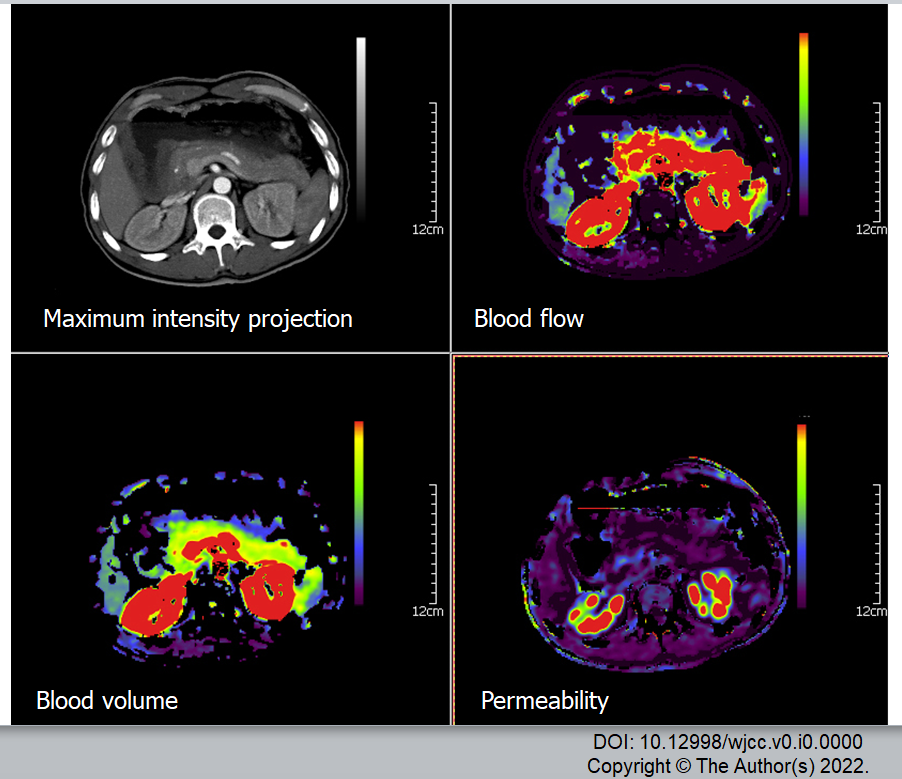 12cm
Maximum intensity projection
12cm
Blood flow
12cm
Blood volume
12cm
Permeability
DOI: 10.12998/wjcc.v0.i0.0000
Copyright © The Author(s) 2022.